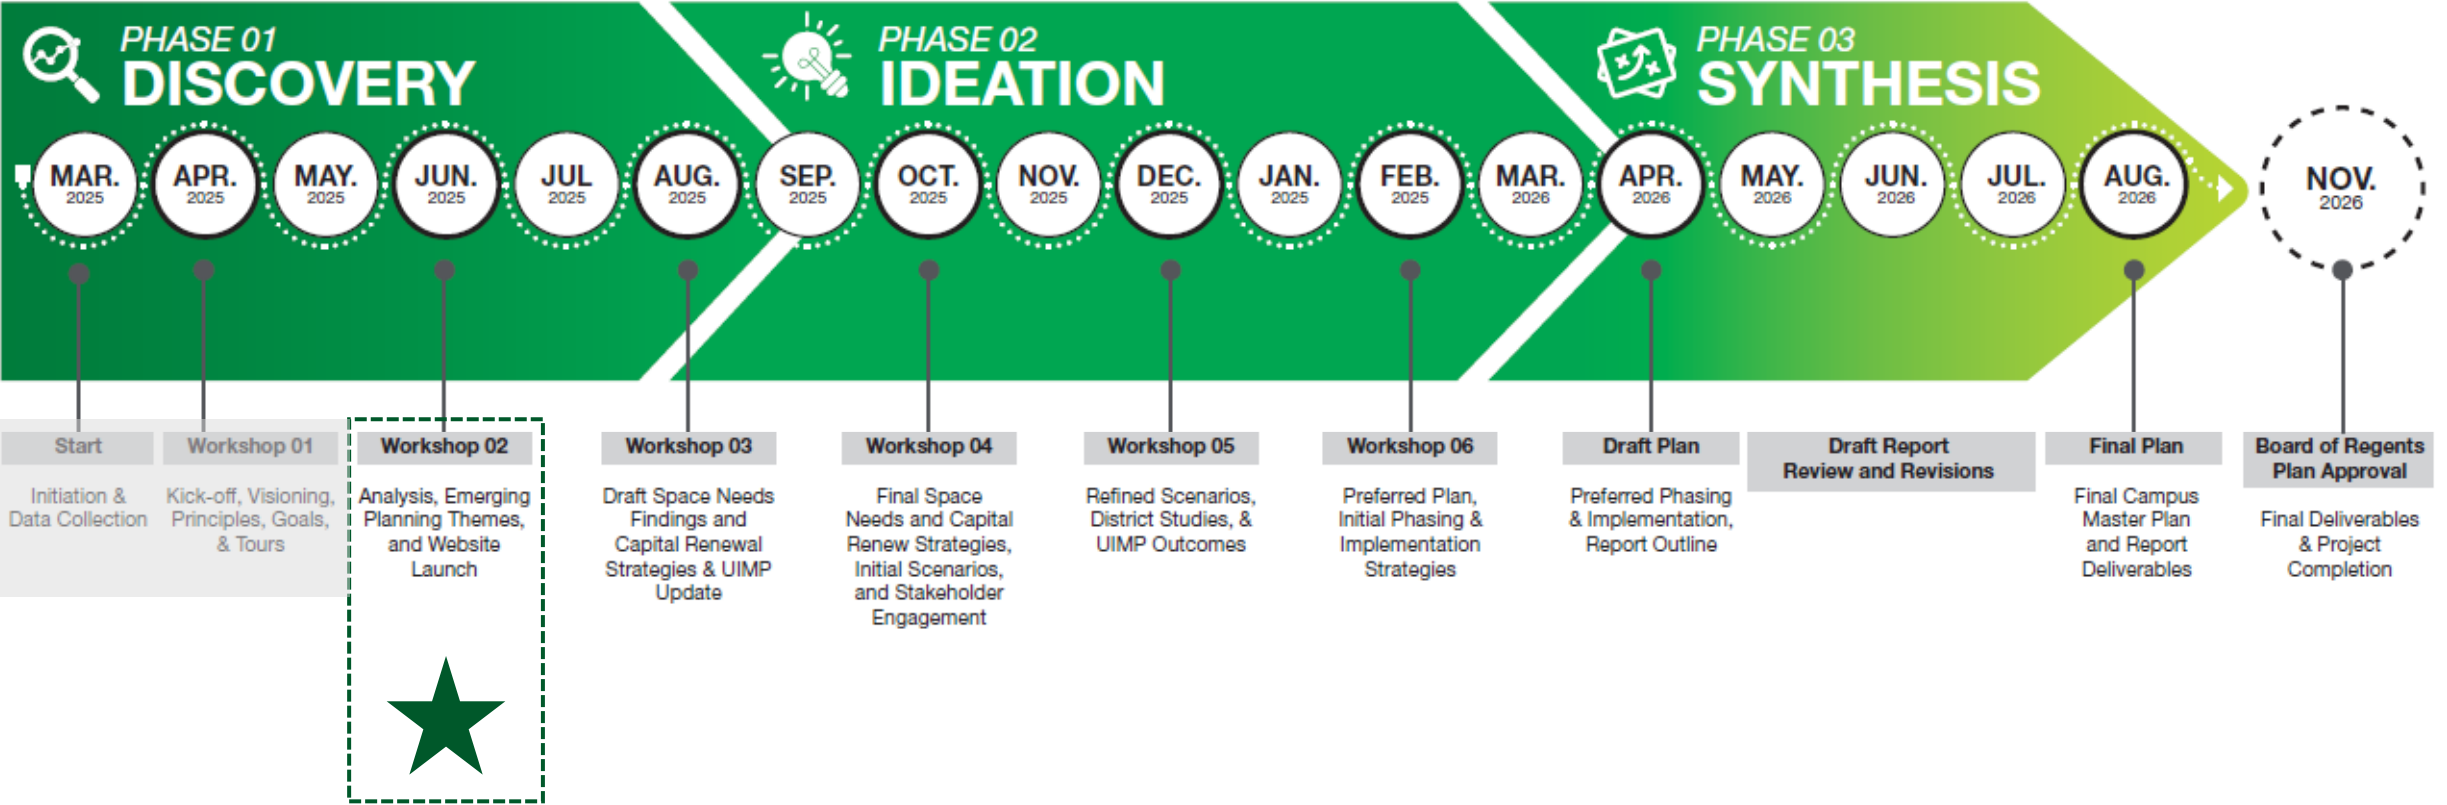 PHASE 01
DISCOVERY
PHASE 02
IDEATION
PHASE 03
SYNTHESIS
MAR.
2025
APR.
2025
MAY.
2025
JUN.
2025
JUL
2025
AUG.
2025
SEP.
2025
OCT.
2025
NOV.
2025
DEC.
2025
JAN.
2025
FEB.
2025
MAR.
2026
APR.
2026
MAY.
2026
JUN.
2026
JUL.
2026
AUG.
2026
NOV.
2026
Start
Initiation &
Data Collection
Workshop 01
Kick-off, Visioning,
Principles, Goals,
& Tours
Workshop 02
Analysis, Emerging
Planning Themes,
and Website
Launch
Workshop 03
Draft Space Needs
Findings and
Capital Renewal
Strategies & UIMP
Update
Workshop 04
Final Space
Needs and Capital
Renew Strategies,
Initial Scenarios,
and Stakeholder
Engagement
Workshop 05
Refined Scenarios,
District Studies, &
UIMP Outcomes
Workshop 06
Preferred Plan,
Initial Phasing &
Implementation
Strategies
Draft Plan
Preferred Phasing
& Implementation,
Report Outline
Draft Report
Review and Revisions
Final Plan
Final Campus
Master Plan
and Report
Deliverables
Board of Regents
Plan Approval
Final Deliverables
& Project
Completion